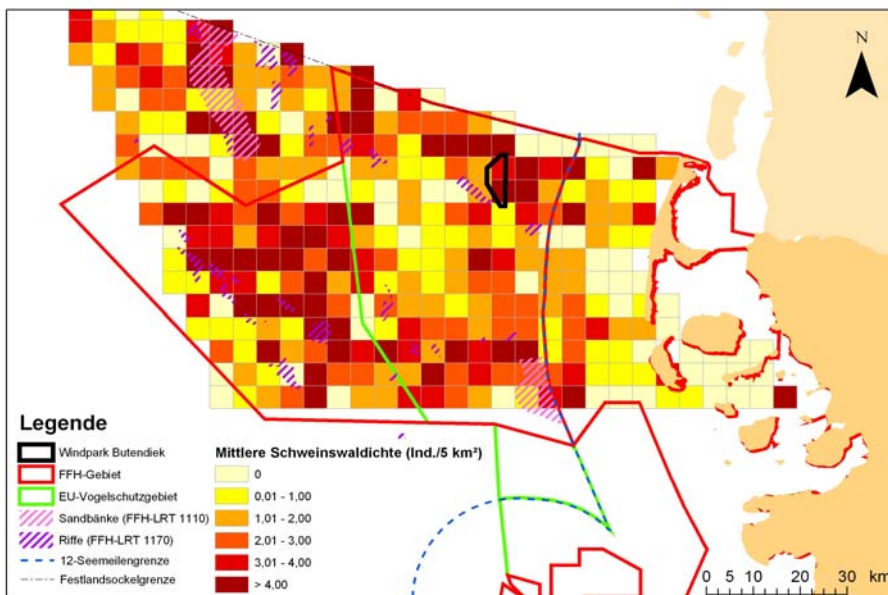 N
Legende
Windpark Butendiek
FFH-Gebiet
EU-Vogelschutzgebiet
Sandbänke (FFH-LRT 1110)
Riffe (FFH-LRT 1170)
12-Seemeilengrenze
Festlandsockelgrenze
Mittlere Schweinswaldichte (Ind./5 km²)
0
0,01 - 1,00
1,01 - 2,00
2,01 - 3,00
3,01 - 4,00
> 4,00
0 5 10 20 30 km